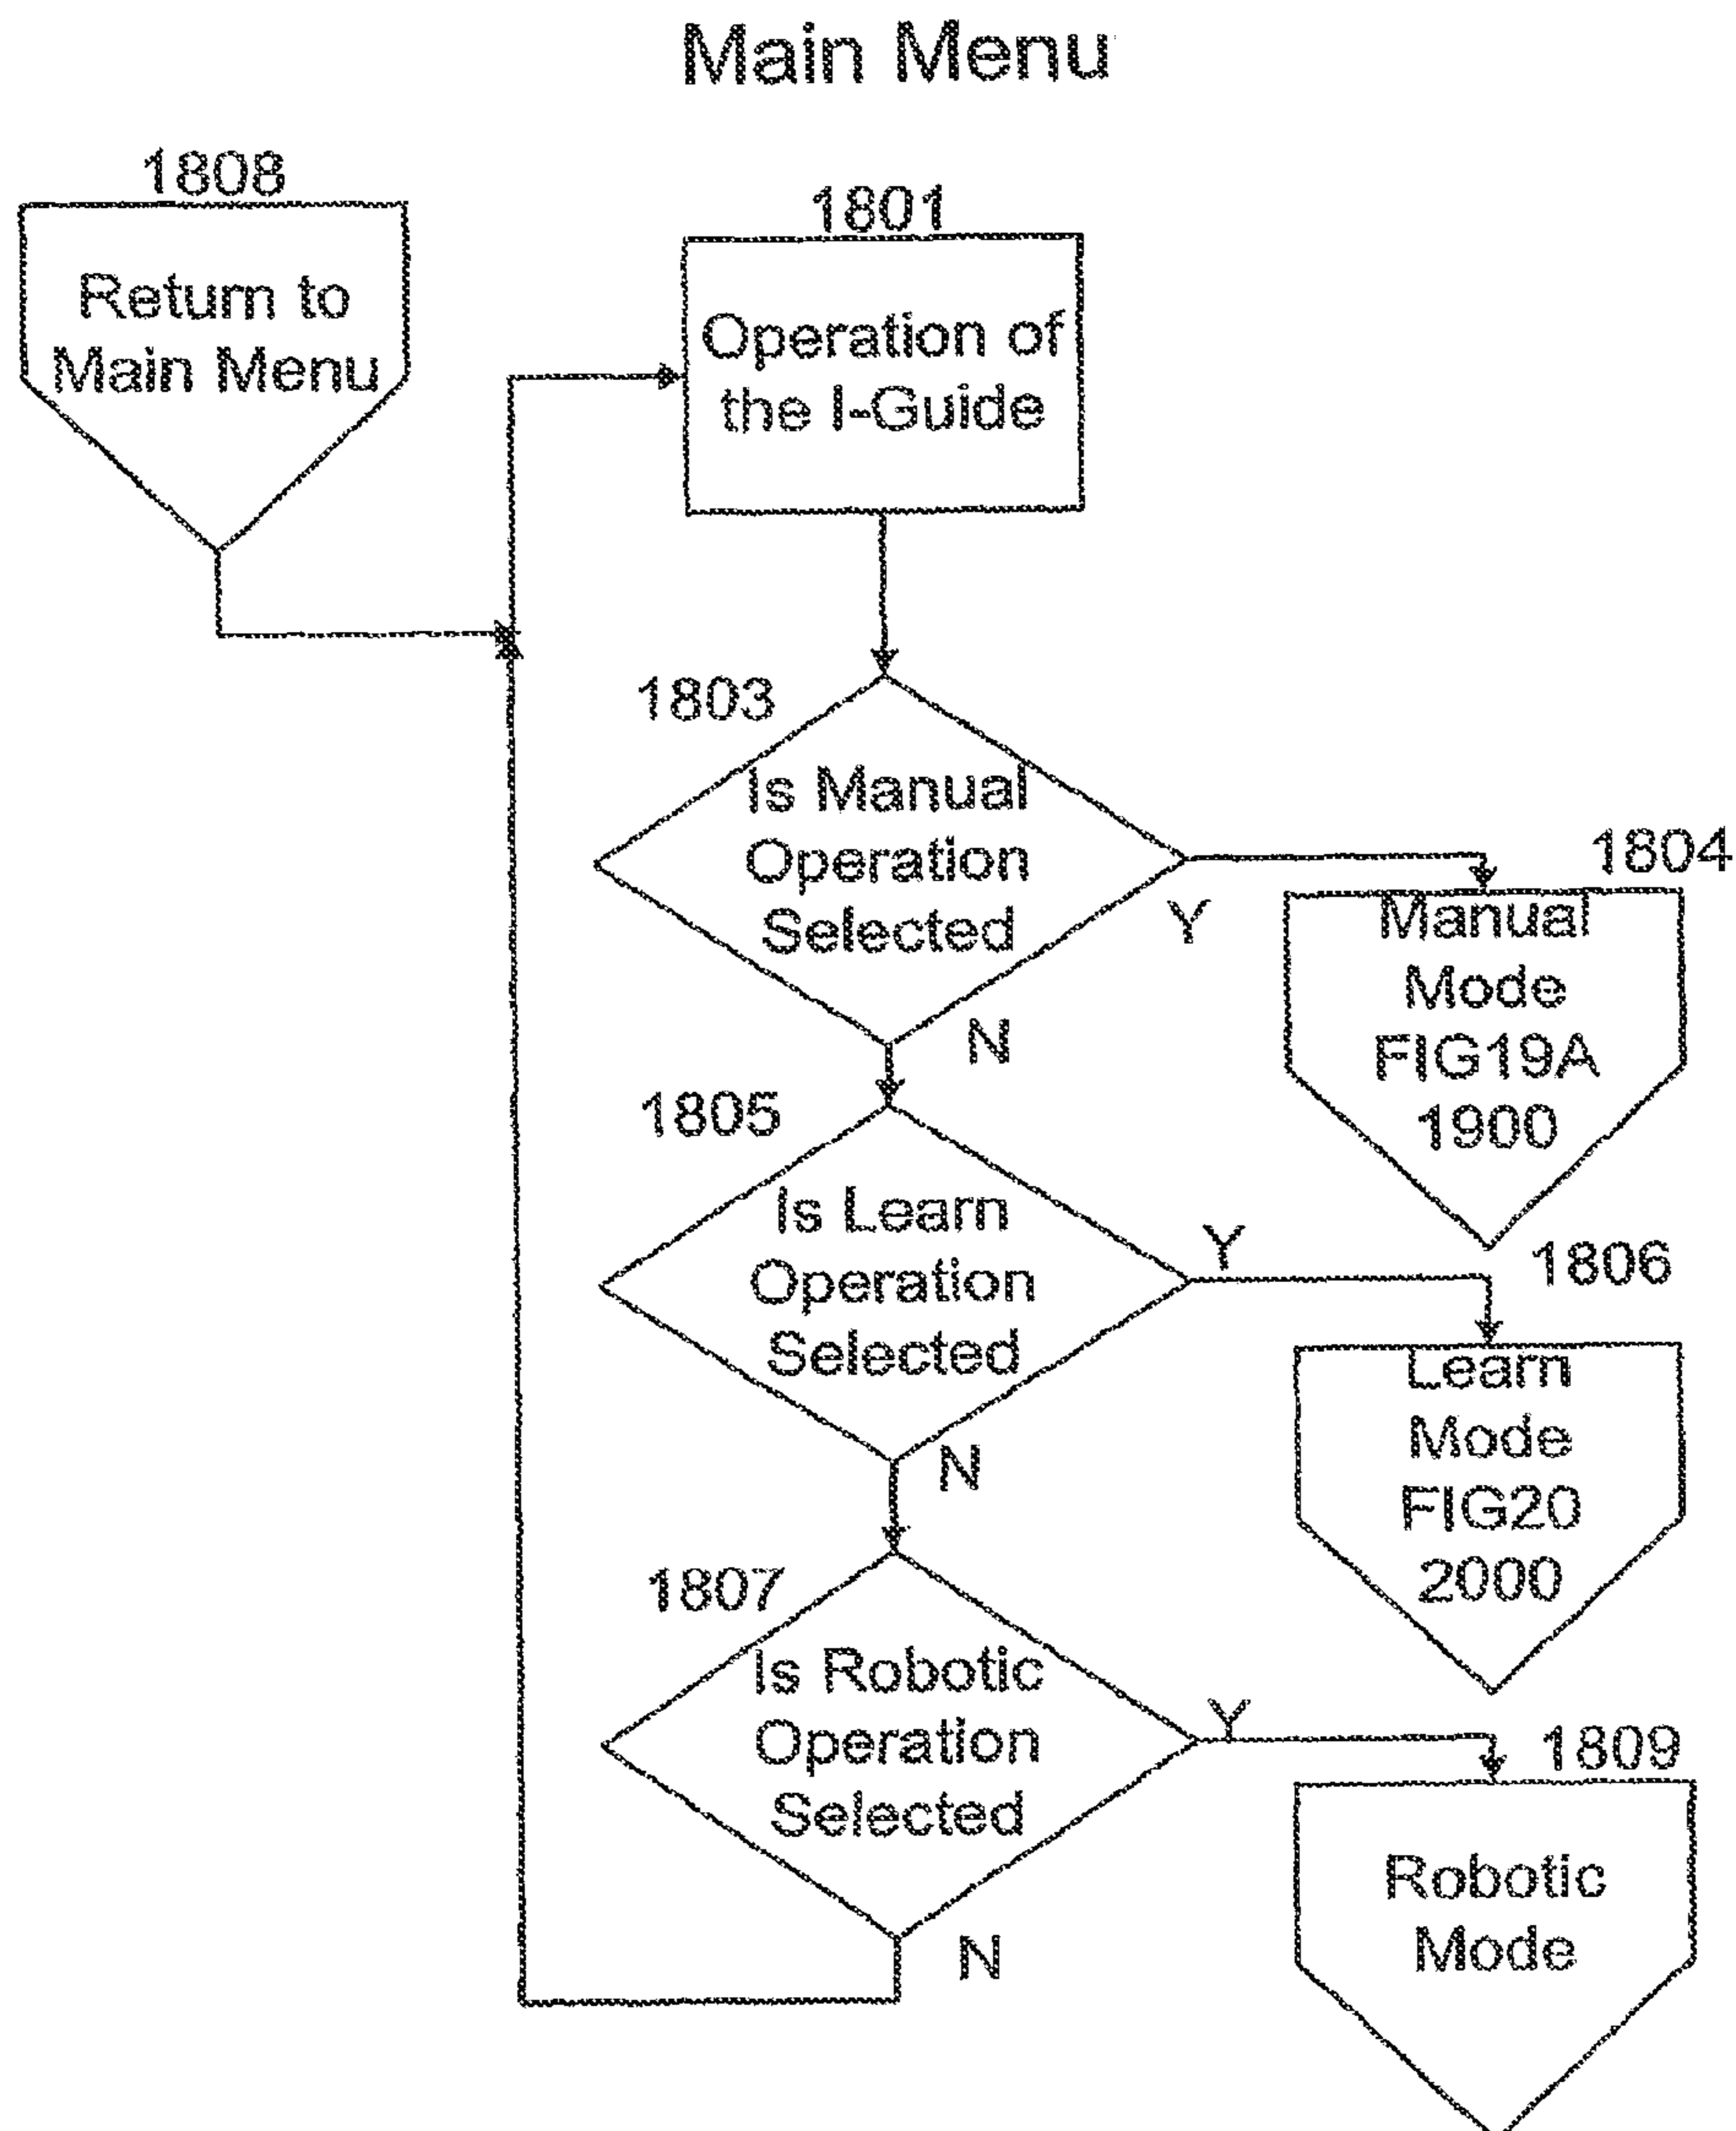 Main Menu
1808
Return to
Main Menu
1801
Operation of
the I-Guide
1803
Is Manual
Operation
Selected
Y
N
1804
Manual
Mode
FIG19A
1900
1805
Is Learn
Operation
Selected
Y
N
1806
Learn
Mode
FIG20
2000
1807
Is Robotic
Operation
Selected
Y
N
1809
Robotic
Mode